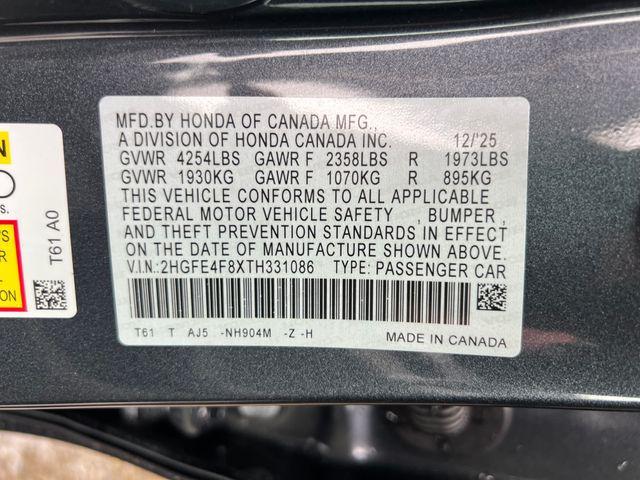 MFD.BY HONDA OF CANADA MFG.,
A DIVISION OF HONDA CANADA INC. 12/'25
GVWR 4254LBS GAWR F 2358LBS R 1973LBS
GVWR 1930KG GAWR F 1070KG R 895KG
THIS VEHICLE CONFORMS TO ALL APPLICABLE
FEDERAL MOTOR VEHICLE SAFETY , BUMPER ,
AND THEFT PREVENTION STANDARDS IN EFFECT
ON THE DATE OF MANUFACTURE SHOWN ABOVE.
V.I.N.: 2HGFE4F8XTH331086 TYPE: PASSENGER CAR
T61 T AJ5 -NH904M -Z -H MADE IN CANADA
T61 A0
N
s.
'S
R
L.
ION